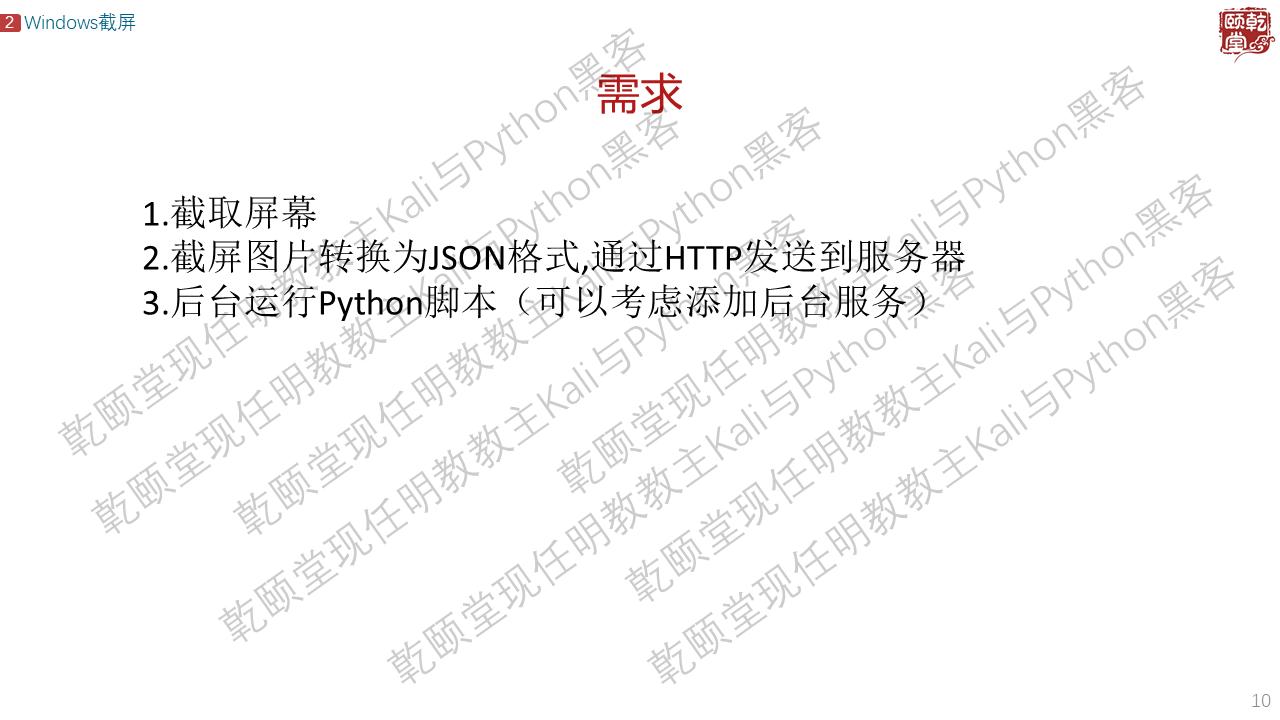 2 Windows截屏
颐乾堂
需求
1.截取屏幕
2.截屏图片转换为JSON格式,通过HTTP发送到服务器
3.后台运行Python脚本（可以考虑添加后台服务）
乾颐堂现任明教教主Kali与Python黑客
乾颐堂现任明教教主Kali与Python黑客
乾颐堂现任明教教主Kali与Python黑客
乾颐堂现任明教教主Kali与Python黑客
乾颐堂现任明教教主Kali与Python黑客
乾颐堂现任明教教主Kali与Python黑客
乾颐堂现任明教教主Kali与Python黑客
乾颐堂现任明教教主Kali与Python黑客
10